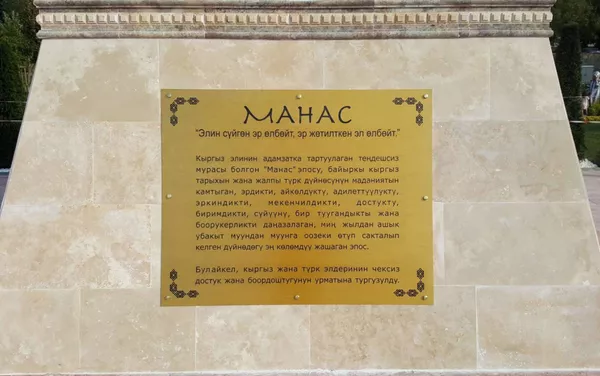 МАНАС
"Элин сүйгөн эр өлбөйт, эр жөтилткен эл өлбөйт."
Кыргыз элинин адамзатка тартуулаган теңдешсиз
мурасы болгон "Манас" эпосу, байыркы кыргыз
тарыхын жана жалпы түрк дүйнөсүнүн маданиятын
камтыган, эрдикти, айкөлдүктү, адилеттүүлүктү,
эркиндикти, мекенчилдикти, достукту,
биримдикти, сүйүүнү, бир туугандыкты жана
боорукерликти даназалаган, миң жылдан ашык
убакыт муундан муунга оозеки өтүп сакталып
келген дүйнөдөгү эң көлөмдүү жашаган эпос.
Булайкел, кыргыз жана түрк элдеринин чексиз
достук жана боордоштугунун урматына тургузулду.